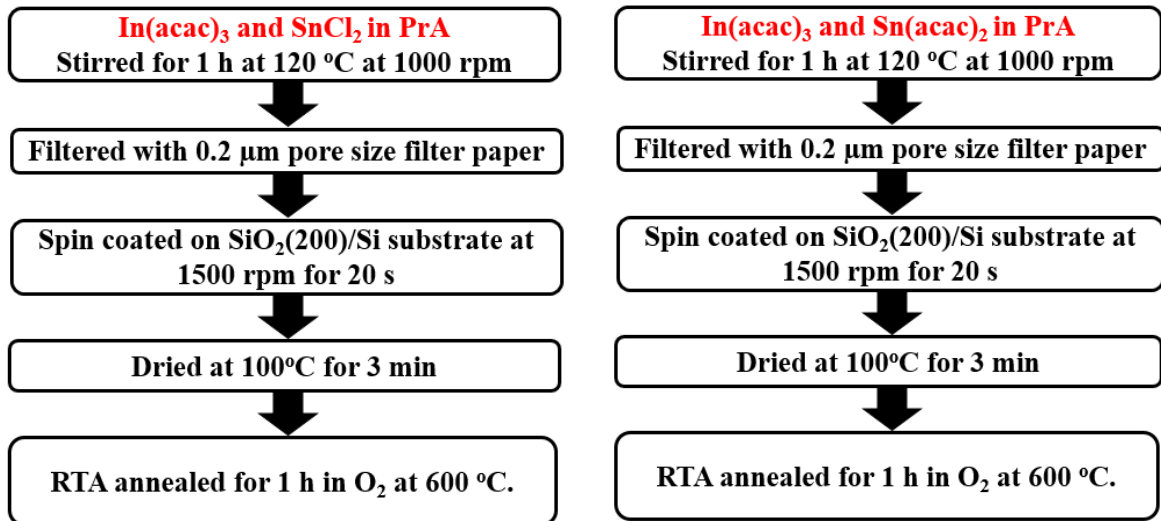 In(acac)₃ and SnCl₂ in PrA
Stirred for 1 h at 120 ºC at 1000 rpm
Filtered with 0.2 μm pore size filter paper
Spin coated on SiO₂(200)/Si substrate at
1500 rpm for 20 s
Dried at 100ºC for 3 min
RTA annealed for 1 h in O₂ at 600 ºC.
In(acac)₃ and Sn(acac)₂ in PrA
Stirred for 1 h at 120 ºC at 1000 rpm
Filtered with 0.2 μm pore size filter paper
Spin coated on SiO₂(200)/Si substrate at
1500 rpm for 20 s
Dried at 100ºC for 3 min
RTA annealed for 1 h in O₂ at 600 ºC.